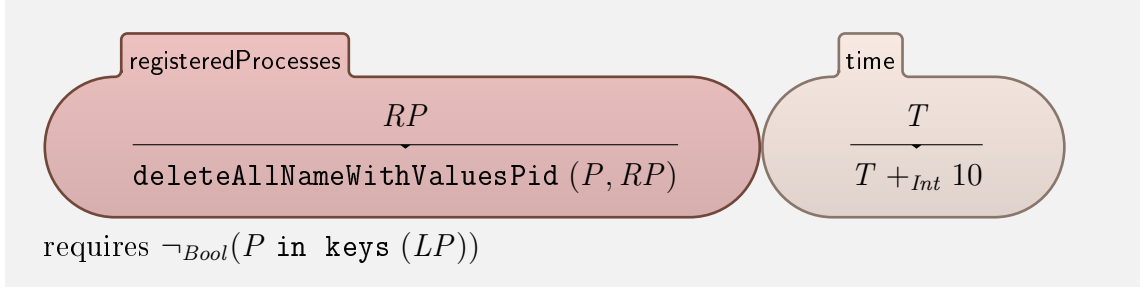 registeredProcesses time
RP T
deleteAllNameWithValuesPid (P, RP) T +Int 10
requires ¬Bool(P in keys (LP))